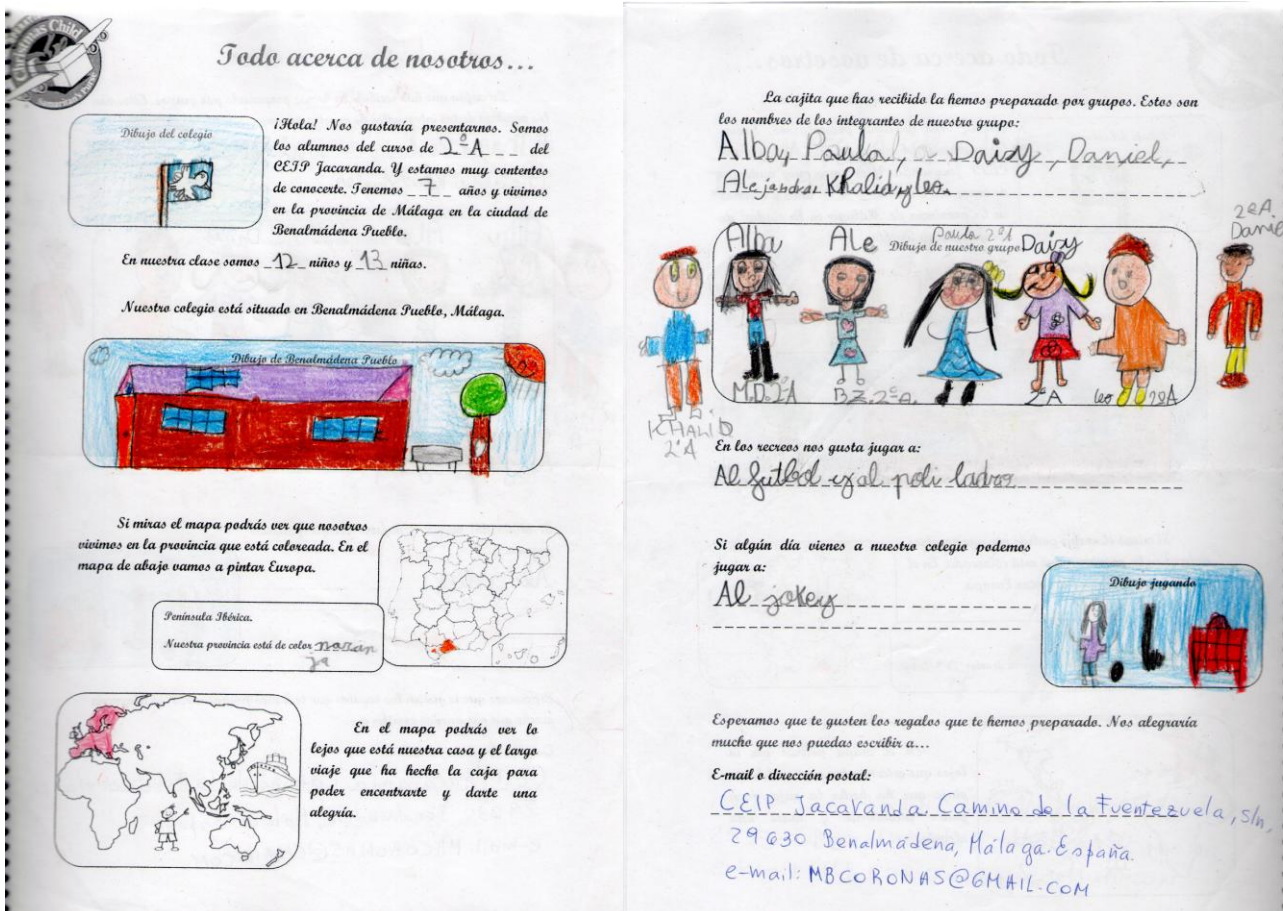 Christmas Child
Todo acerca de nosotros...
Dibujo del colegio
¡Hola! Nos gustaría presentarnos. Somos
los alumnos del curso de 2ºA del
CEIP Jacaranda. Y estamos muy contentos
de conocerte. Tenemos 7 años y vivimos
en la provincia de Málaga en la ciudad de
Benalmádena Pueblo.
En nuestra clase somos 12 niños y 13 niñas.
Nuestro colegio está situado en Benalmádena Pueblo, Málaga.
Dibujo de Benalmádena Pueblo
Si miras el mapa podrás ver que nosotros
vivimos en la provincia que está coloreada. En el
mapa de abajo vamos a pintar Europa.
Península Ibérica.
Nuestra provincia está de color naran
ja
En el mapa podrás ver lo
lejos que está nuestra casa y el largo
viaje que ha hecho la caja para
poder encontrarte y darte una
alegría.
La cajita que has recibido la hemos preparado por grupos. Estos son
los nombres de los integrantes de nuestro grupo:
Alba, Paula, Daizy, Daniel,
Alejandra, Khalid y leo.
2ºA.
Daniel
Alba Ale Paula 2ºA Daizy
Dibujo de nuestro grupo
M.D.2ºA B.Z.2ºA. 2ºA leo 2ºA
KHALID
2ºA
En los recreos nos gusta jugar a:
Al futbol y al poli ladros
Si algún día vienes a nuestro colegio podemos
jugar a:
Al jokey
Dibujo jugando
Esperamos que te gusten los regalos que te hemos preparado. Nos alegraría
mucho que nos puedas escribir a...
E-mail o dirección postal:
CEIP Jacaranda. Camino de la Fuentezuela, s/n,
29630 Benalmádena, Málaga. España.
e-mail: MBCORONAS@GMAIL.COM